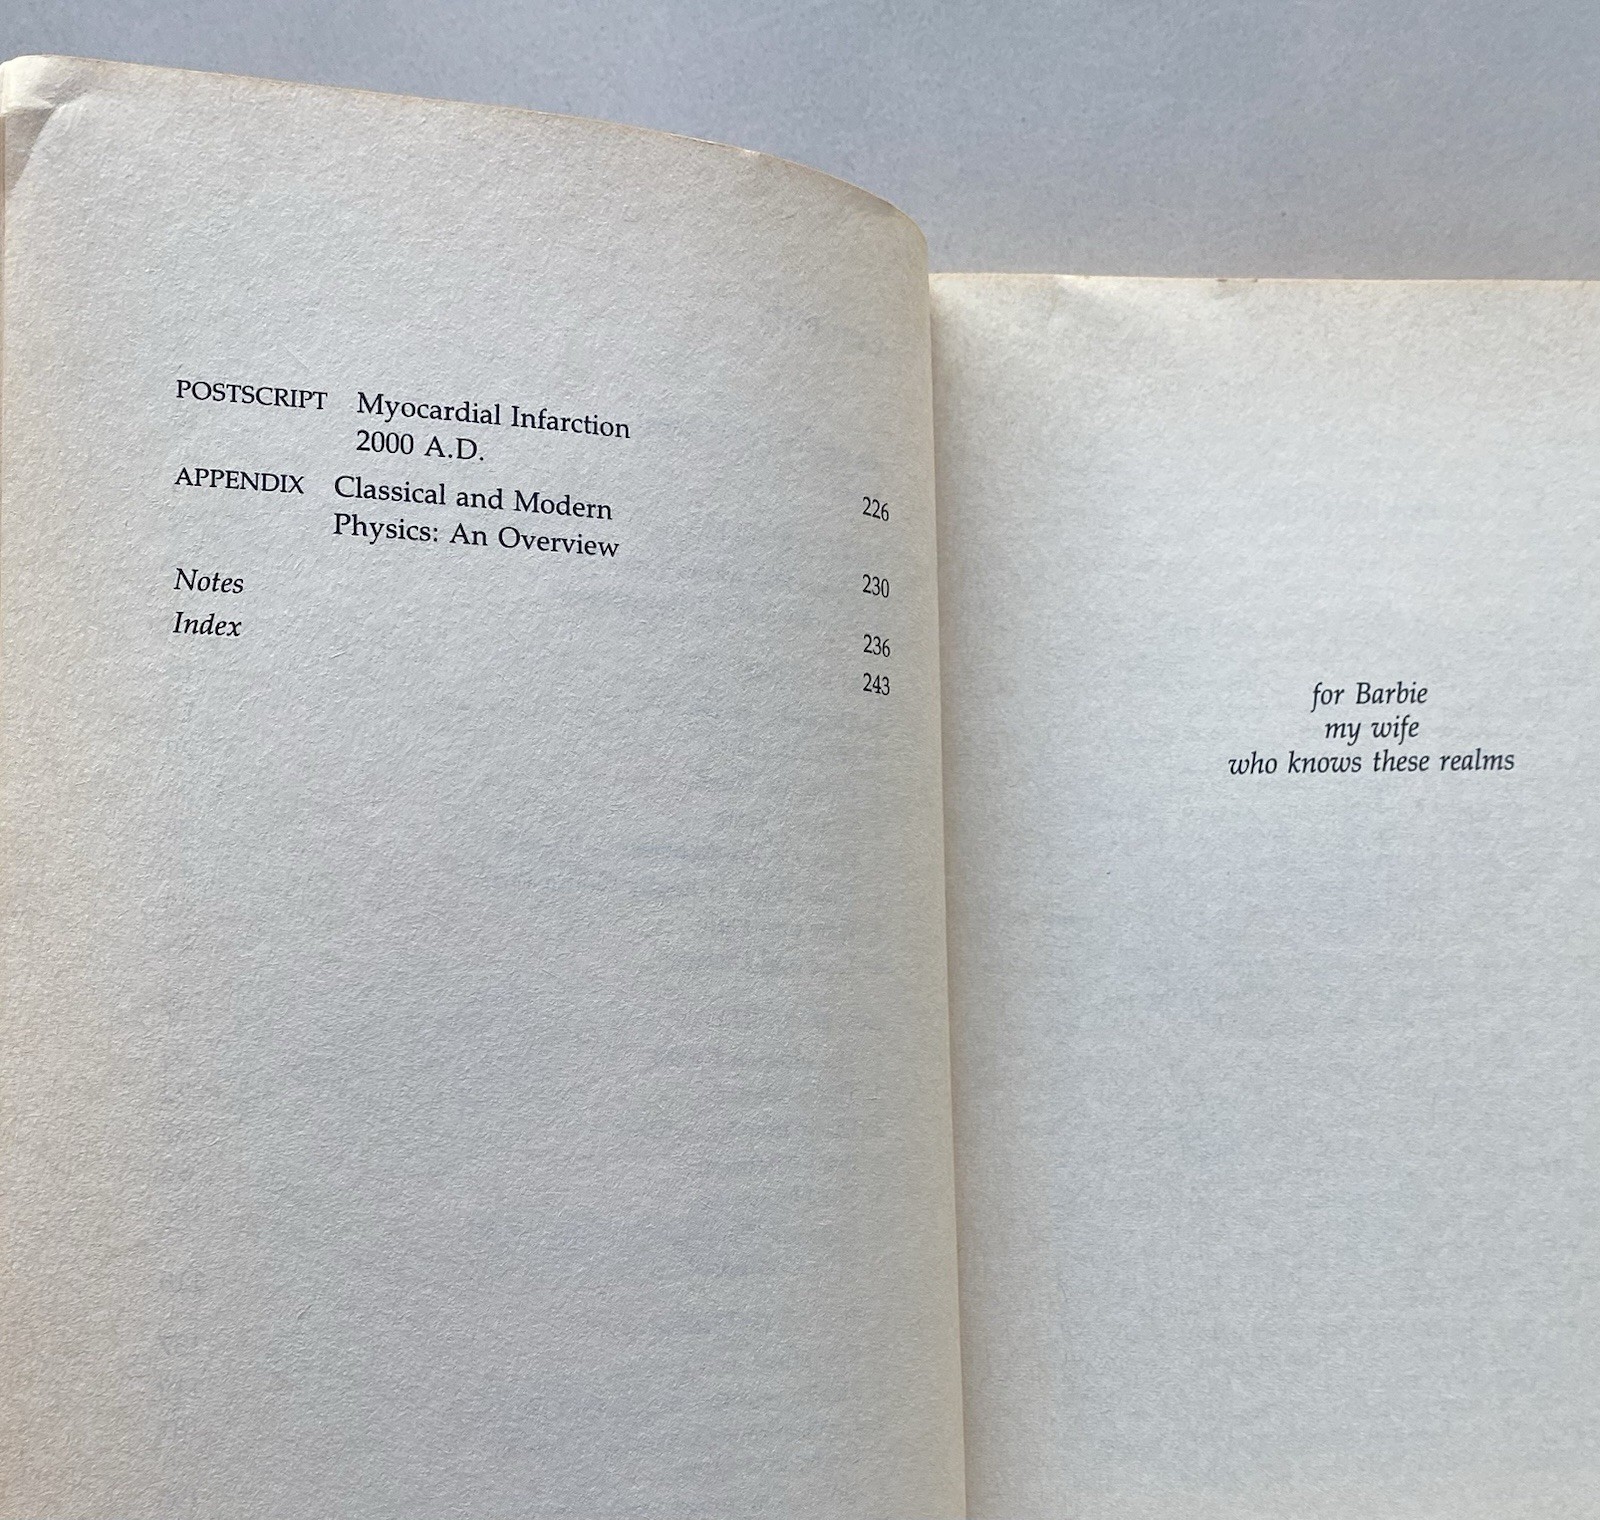 POSTSCRIPT Myocardial Infarction
2000 A.D. 226
APPENDIX Classical and Modern
Physics: An Overview 230
Notes 236
Index 243
for Barbie
my wife
who knows these realms